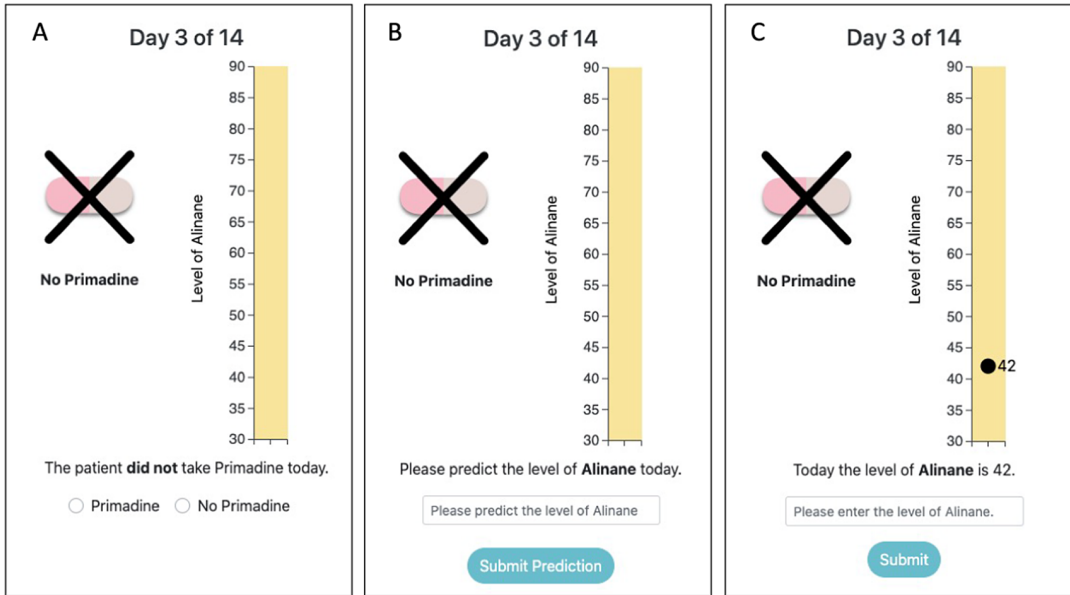 A
Day 3 of 14
90
85
80
75
70
65
60
55
50
45
40
35
30
Level of Alinane
No Primadine
The patient did not take Primadine today.
Primadine No Primadine
B
Day 3 of 14
90
85
80
75
70
65
60
55
50
45
40
35
30
Level of Alinane
No Primadine
Please predict the level of Alinane today.
Please predict the level of Alinane
Submit Prediction
C
Day 3 of 14
90
85
80
75
70
65
60
55
50
45
40
35
30
Level of Alinane
42
No Primadine
Today the level of Alinane is 42.
Please enter the level of Alinane.
Submit